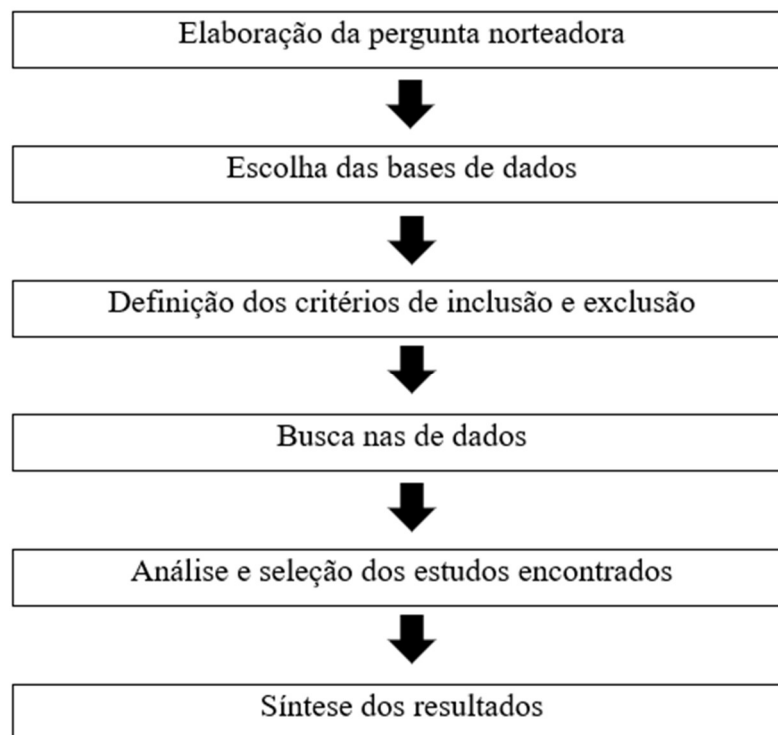 Elaboração da pergunta norteadora
Escolha das bases de dados
Definição dos critérios de inclusão e exclusão
Busca nas de dados
Análise e seleção dos estudos encontrados
Síntese dos resultados